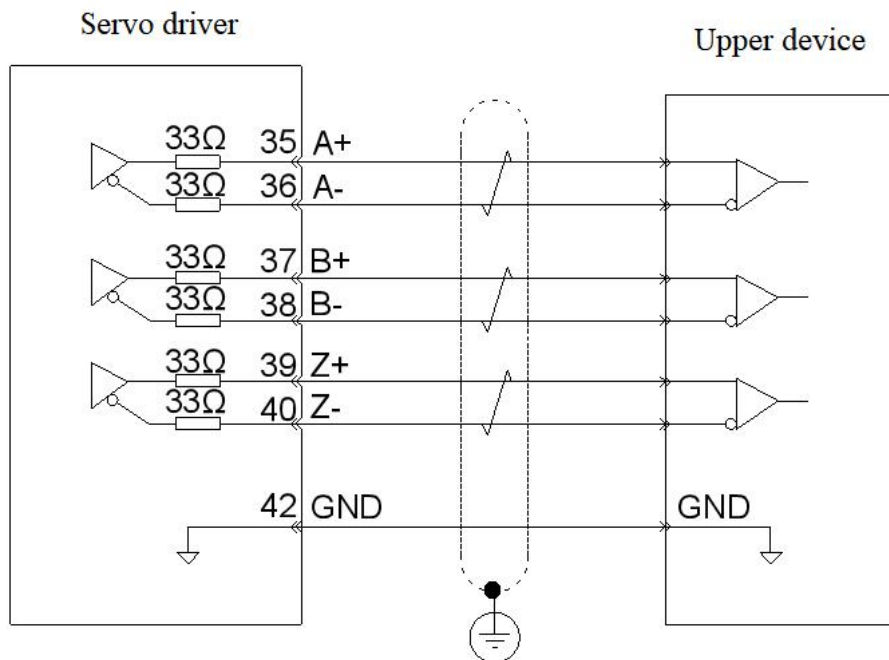 Servo driver
Upper device
33Ω 35 A+
33Ω 36 A-
33Ω 37 B+
33Ω 38 B-
33Ω 39 Z+
33Ω 40 Z-
42 GND GND